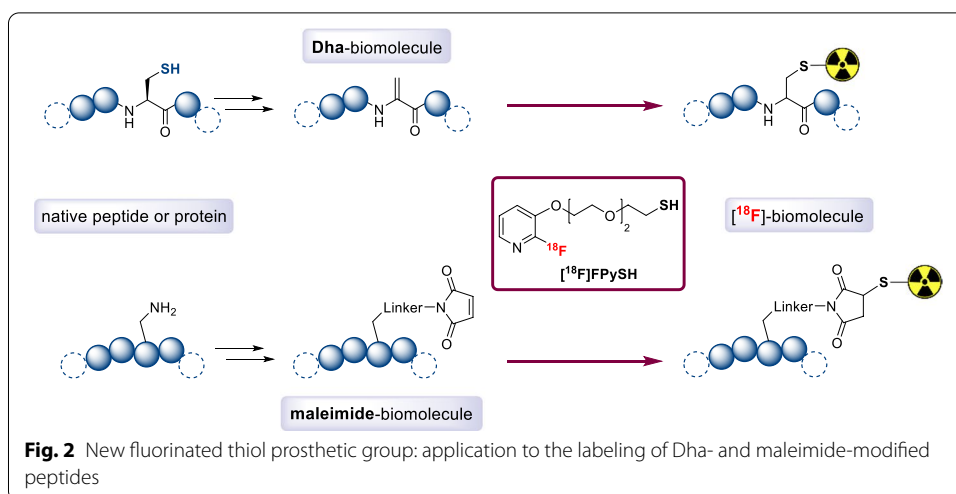 Dha-biomolecule
SH
N
H
O
N
H
O
S
N
H
O
native peptide or protein
O
O
2
SH
N
18F
[18F]FPySH
[18F]-biomolecule
NH2
Linker
N
O
O
Linker
N
O
O
S
maleimide-biomolecule
Fig. 2 New fluorinated thiol prosthetic group: application to the labeling of Dha- and maleimide-modified
peptides